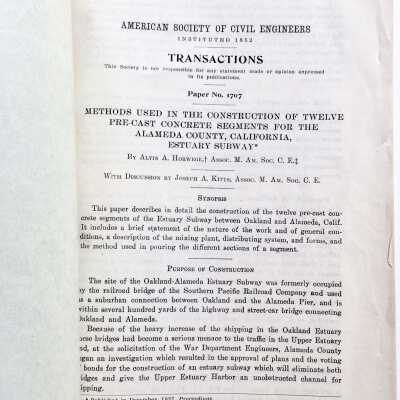 AMERICAN SOCIETY OF CIVIL ENGINEERS
INSTITUTED 1852
TRANSACTIONS
This Society is not responsible for any statement made or opinion expressed
in its publications.
Paper No. 1707
METHODS USED IN THE CONSTRUCTION OF TWELVE
PRE-CAST CONCRETE SEGMENTS FOR THE
ALAMEDA COUNTY, CALIFORNIA,
ESTUARY SUBWAY*
By Altis A. Horwege,† Assoc. M. Am. Soc. C. E.‡
With Discussion by Joseph A. Kitts, Assoc. M. Am. Soc. C. E.
Synopsis
This paper describes in detail the construction of the twelve pre-cast con-
crete segments of the Estuary Subway between Oakland and Alameda, Calif.
It includes a brief statement of the nature of the work and of general con-
ditions, a description of the mixing plant, distributing system, and forms, and
the method used in pouring the different sections of a segment.
Purpose of Construction
The site of the Oakland-Alameda Estuary Subway was formerly occupied
by the railroad bridge of the Southern Pacific Railroad Company and used
as a suburban connection between Oakland and the Alameda Pier, and is
within several hundred yards of the highway and street-car bridge connecting
Oakland and Alameda.
Because of the heavy increase of the shipping in the Oakland Estuary
these bridges had become a serious menace to the traffic in the Upper Estuary
and, at the solicitation of the War Department Engineers, Alameda County
began an investigation which resulted in the approval of plans and the voting
of bonds for the construction of an estuary subway which will eliminate both
bridges and give the Upper Estuary Harbor an unobstructed channel for
shipping.
Published in December, 1927, Proceedings